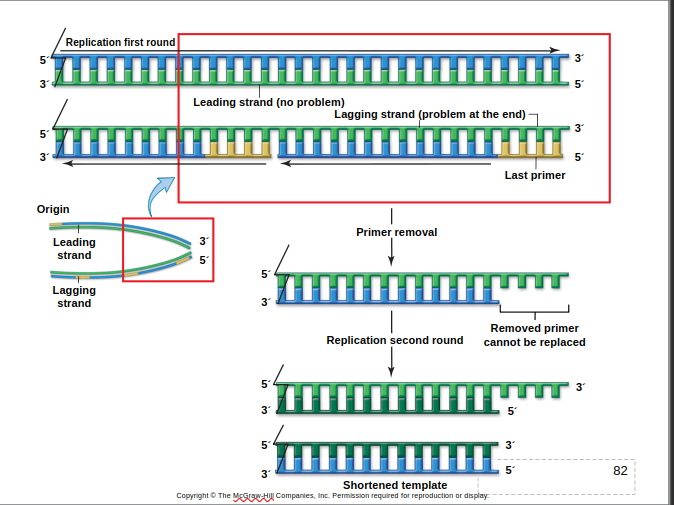 Replication first round
5´ 3´
3´ 5´
Leading strand (no problem)
Lagging strand (problem at the end)
5´ 3´
3´ 5´
Last primer
Origin
Leading
strand
3´
5´
Lagging
strand
Primer removal
5´
3´
Removed primer
cannot be replaced
Replication second round
5´ 3´
3´ 5´
5´ 3´
3´ 5´
Shortened template
82
Copyright © The McGraw-Hill Companies, Inc. Permission required for reproduction or display.